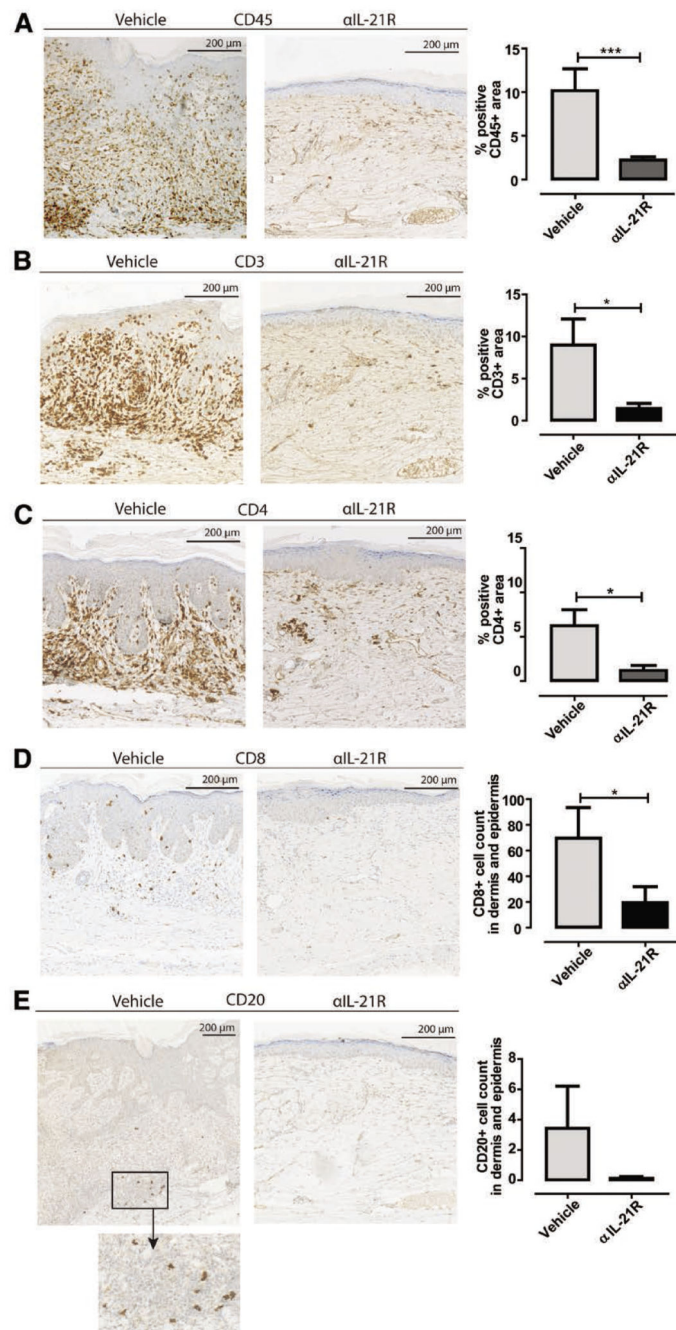 A
Vehicle CD45 αIL-21R
200 µm
200 µm
***
15
10
5
0
% positive
CD45+ area
Vehicle
αIL-21R
B
Vehicle CD3 αIL-21R
200 µm
200 µm
*
15
10
5
0
% positive
CD3+ area
Vehicle
αIL-21R
C
Vehicle CD4 αIL-21R
200 µm
200 µm
*
15
10
5
0
% positive
CD4+ area
Vehicle
αIL-21R
D
Vehicle CD8 αIL-21R
200 µm
200 µm
*
100
80
60
40
20
0
CD8+ cell count
in dermis and epidermis
Vehicle
αIL-21R
E
Vehicle CD20 αIL-21R
200 µm
200 µm
8
6
4
2
0
CD20+ cell count
in dermis and epidermis
Vehicle
αIL-21R